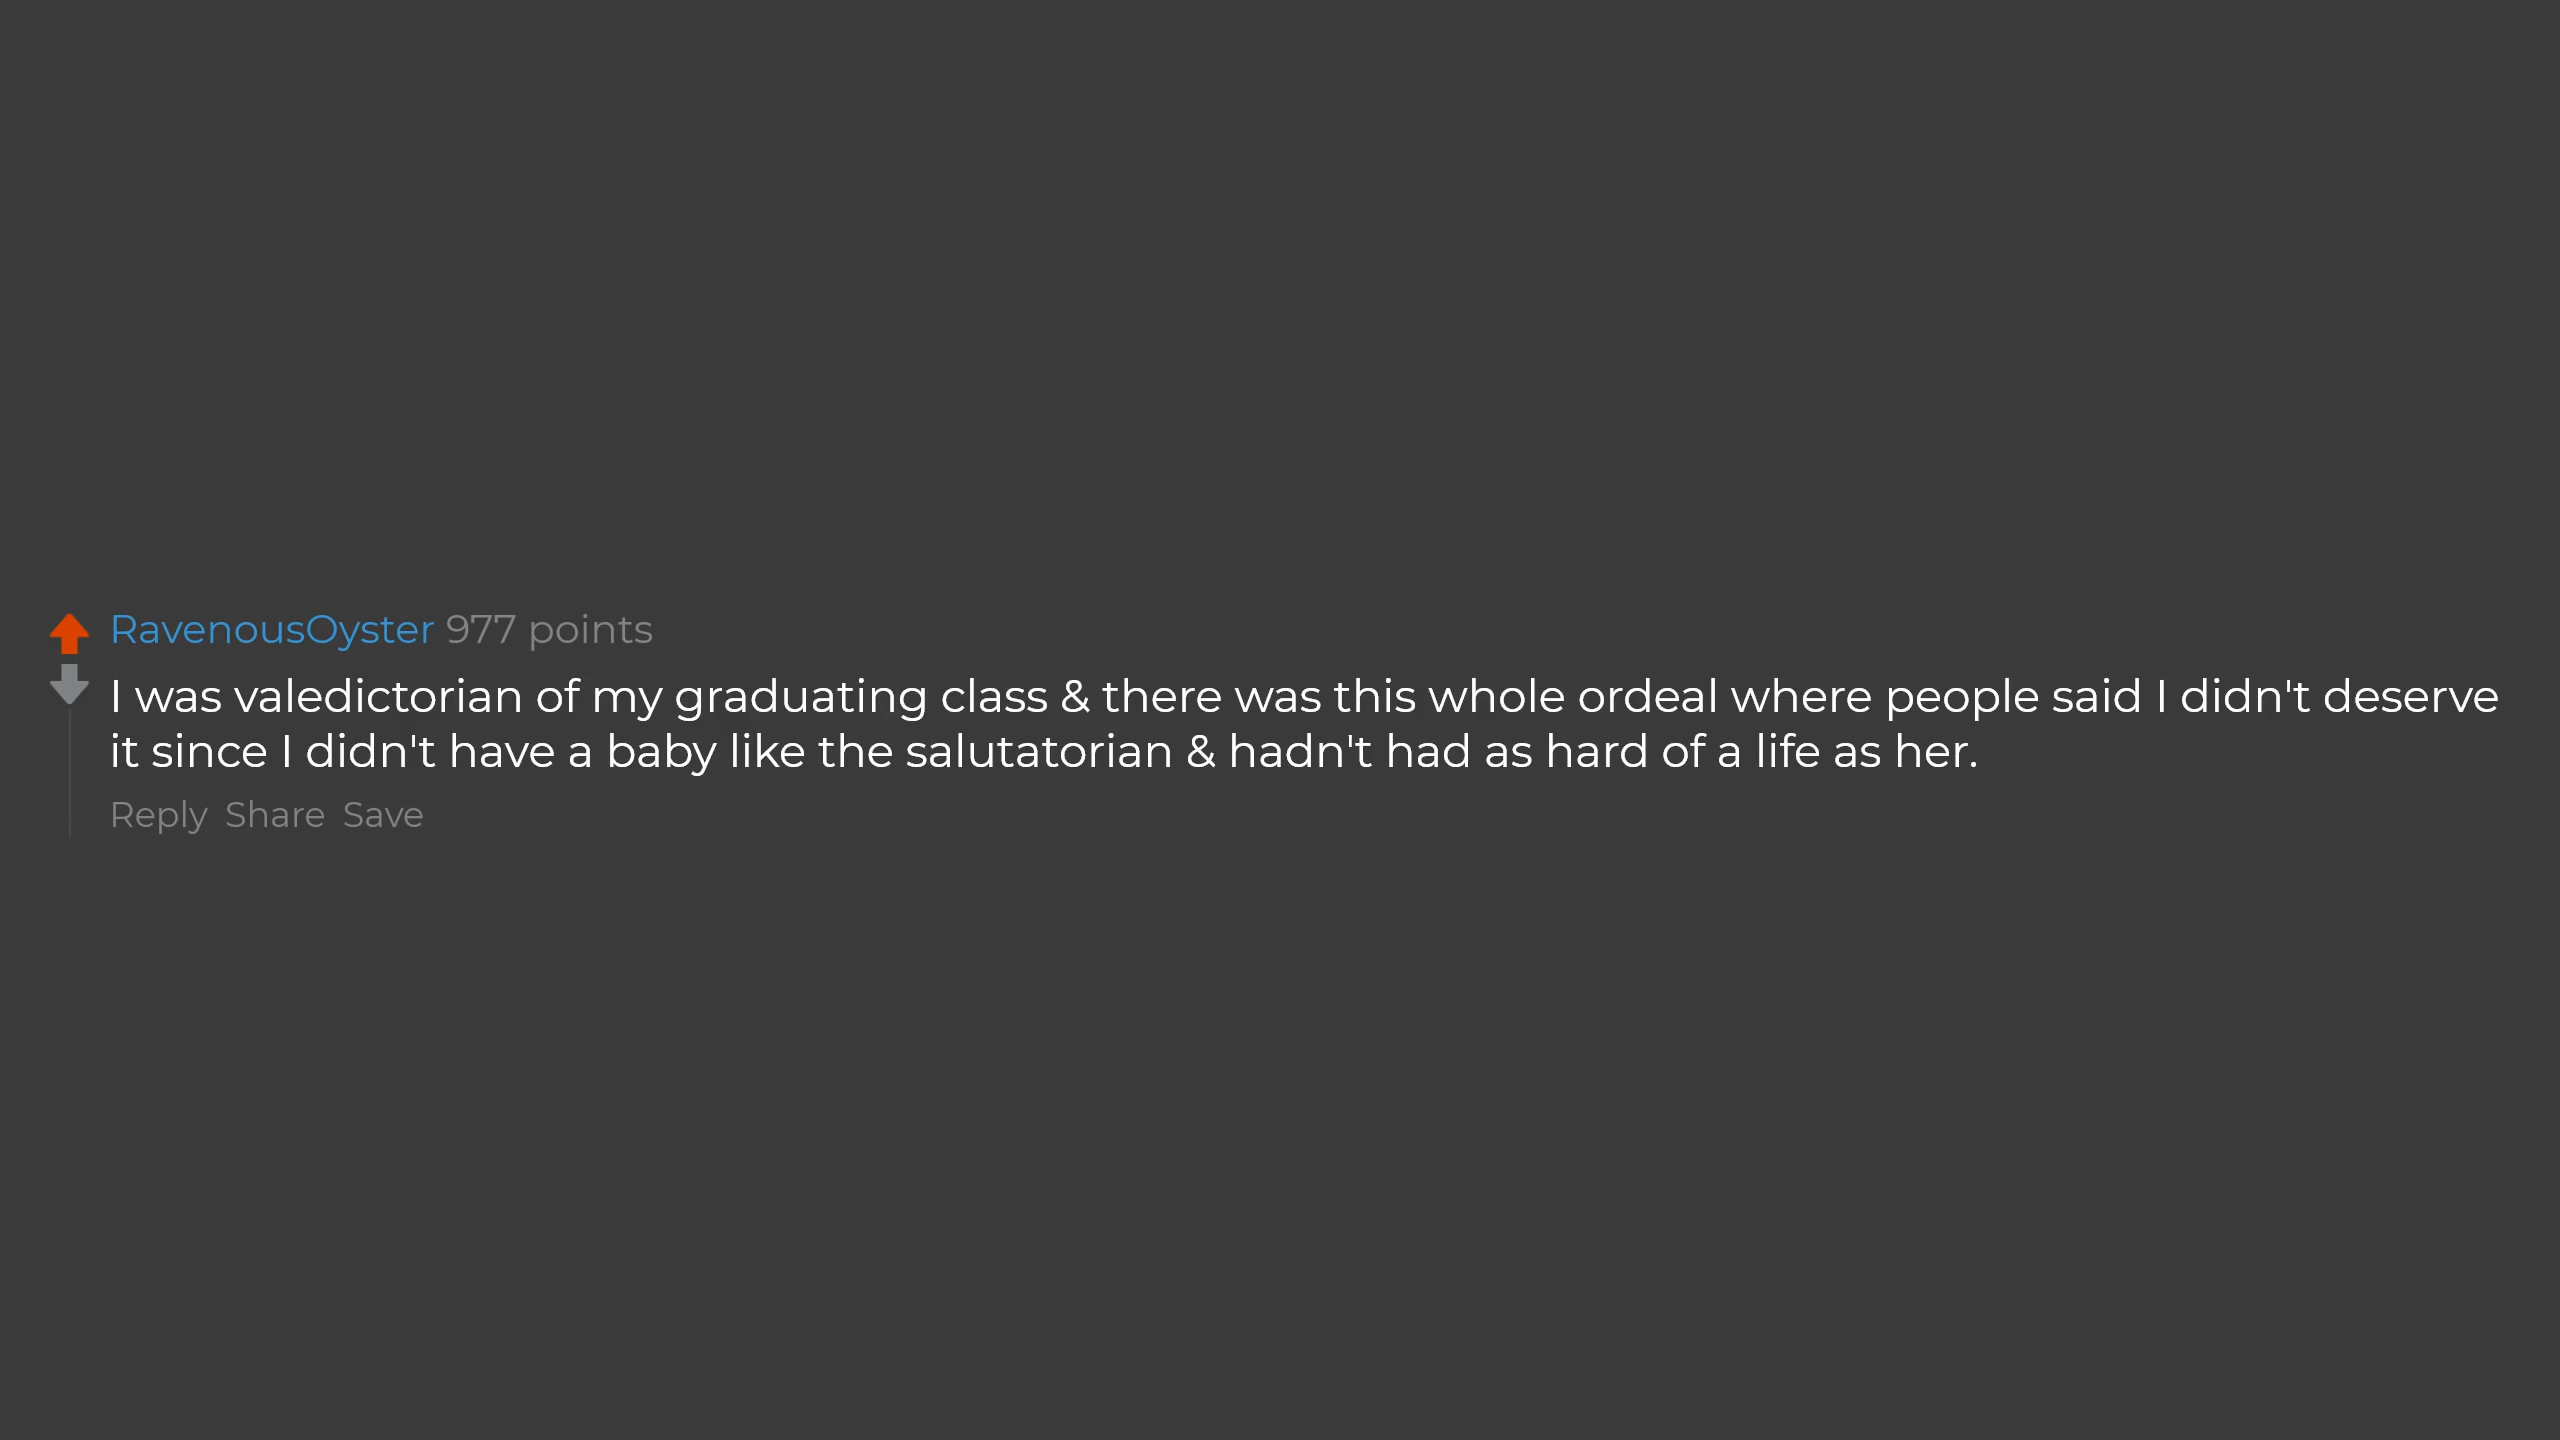 RavenousOyster 977 points
I was valedictorian of my graduating class & there was this whole ordeal where people said I didn't deserve
it since I didn't have a baby like the salutatorian & hadn't had as hard of a life as her.
Reply Share Save